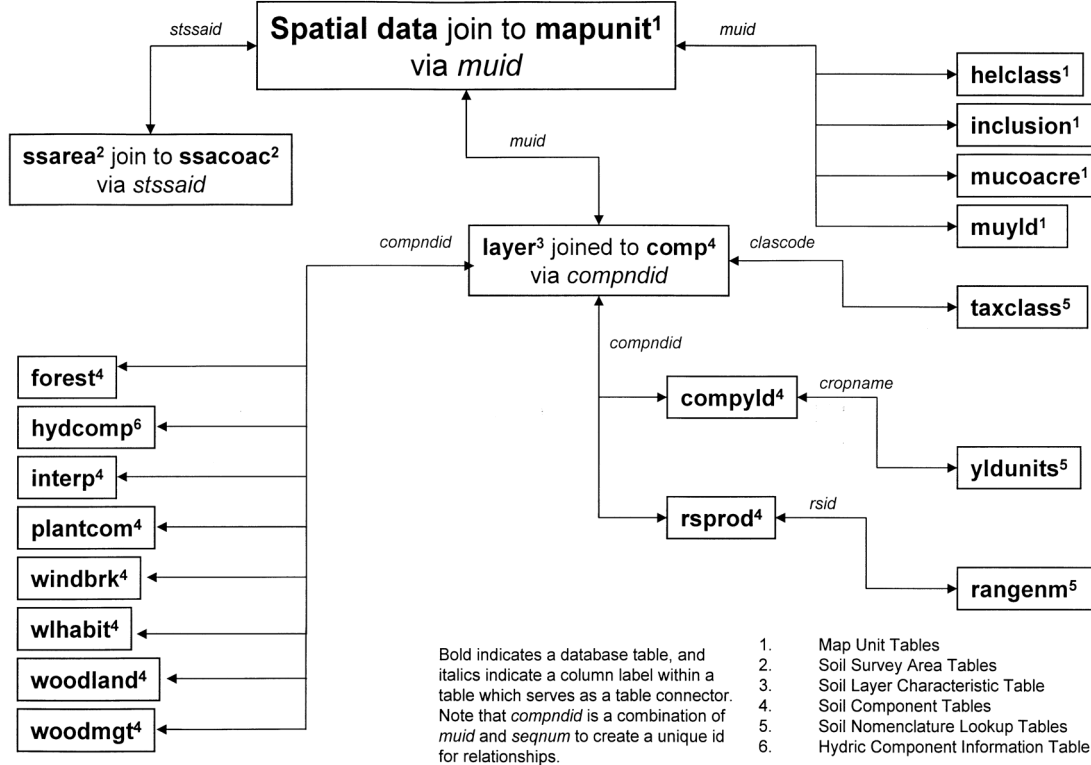 stssaid
Spatial data join to mapunit¹
via muid
muid
helclass¹
inclusion¹
mucoacre¹
muyld¹
ssarea² join to ssacoac²
via stssaid
muid
compndid
layer³ joined to comp⁴
via compndid
clascode
taxclass⁵
compndid
forest⁴
hydcomp⁶
interp⁴
plantcom⁴
windbrk⁴
wlhabit⁴
woodland⁴
woodmgt⁴
compyld⁴
cropname
yldunits⁵
rsprod⁴
rsid
rangenm⁵
Bold indicates a database table, and
italics indicate a column label within a
table which serves as a table connector.
Note that compndid is a combination of
muid and seqnum to create a unique id
for relationships.
1. Map Unit Tables
2. Soil Survey Area Tables
3. Soil Layer Characteristic Table
4. Soil Component Tables
5. Soil Nomenclature Lookup Tables
6. Hydric Component Information Table